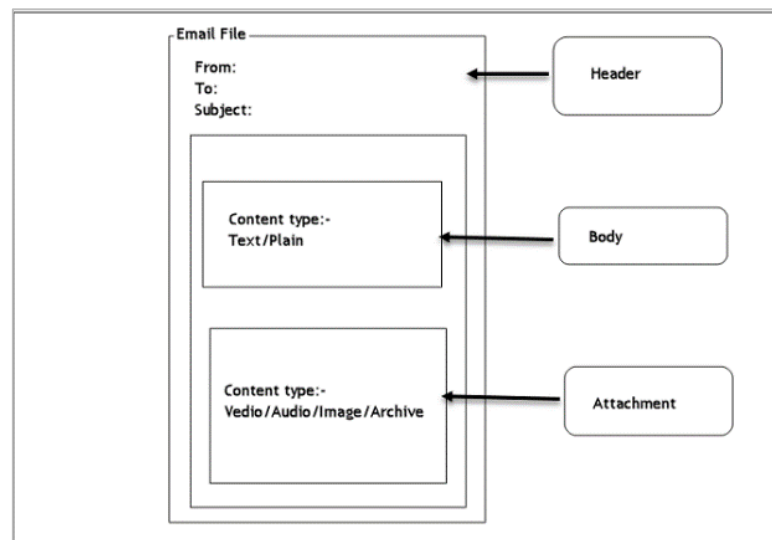 Email File
From:
To:
Subject:
Header
Content type:-
Text/Plain
Body
Content type:-
Vedio/Audio/Image/Archive
Attachment